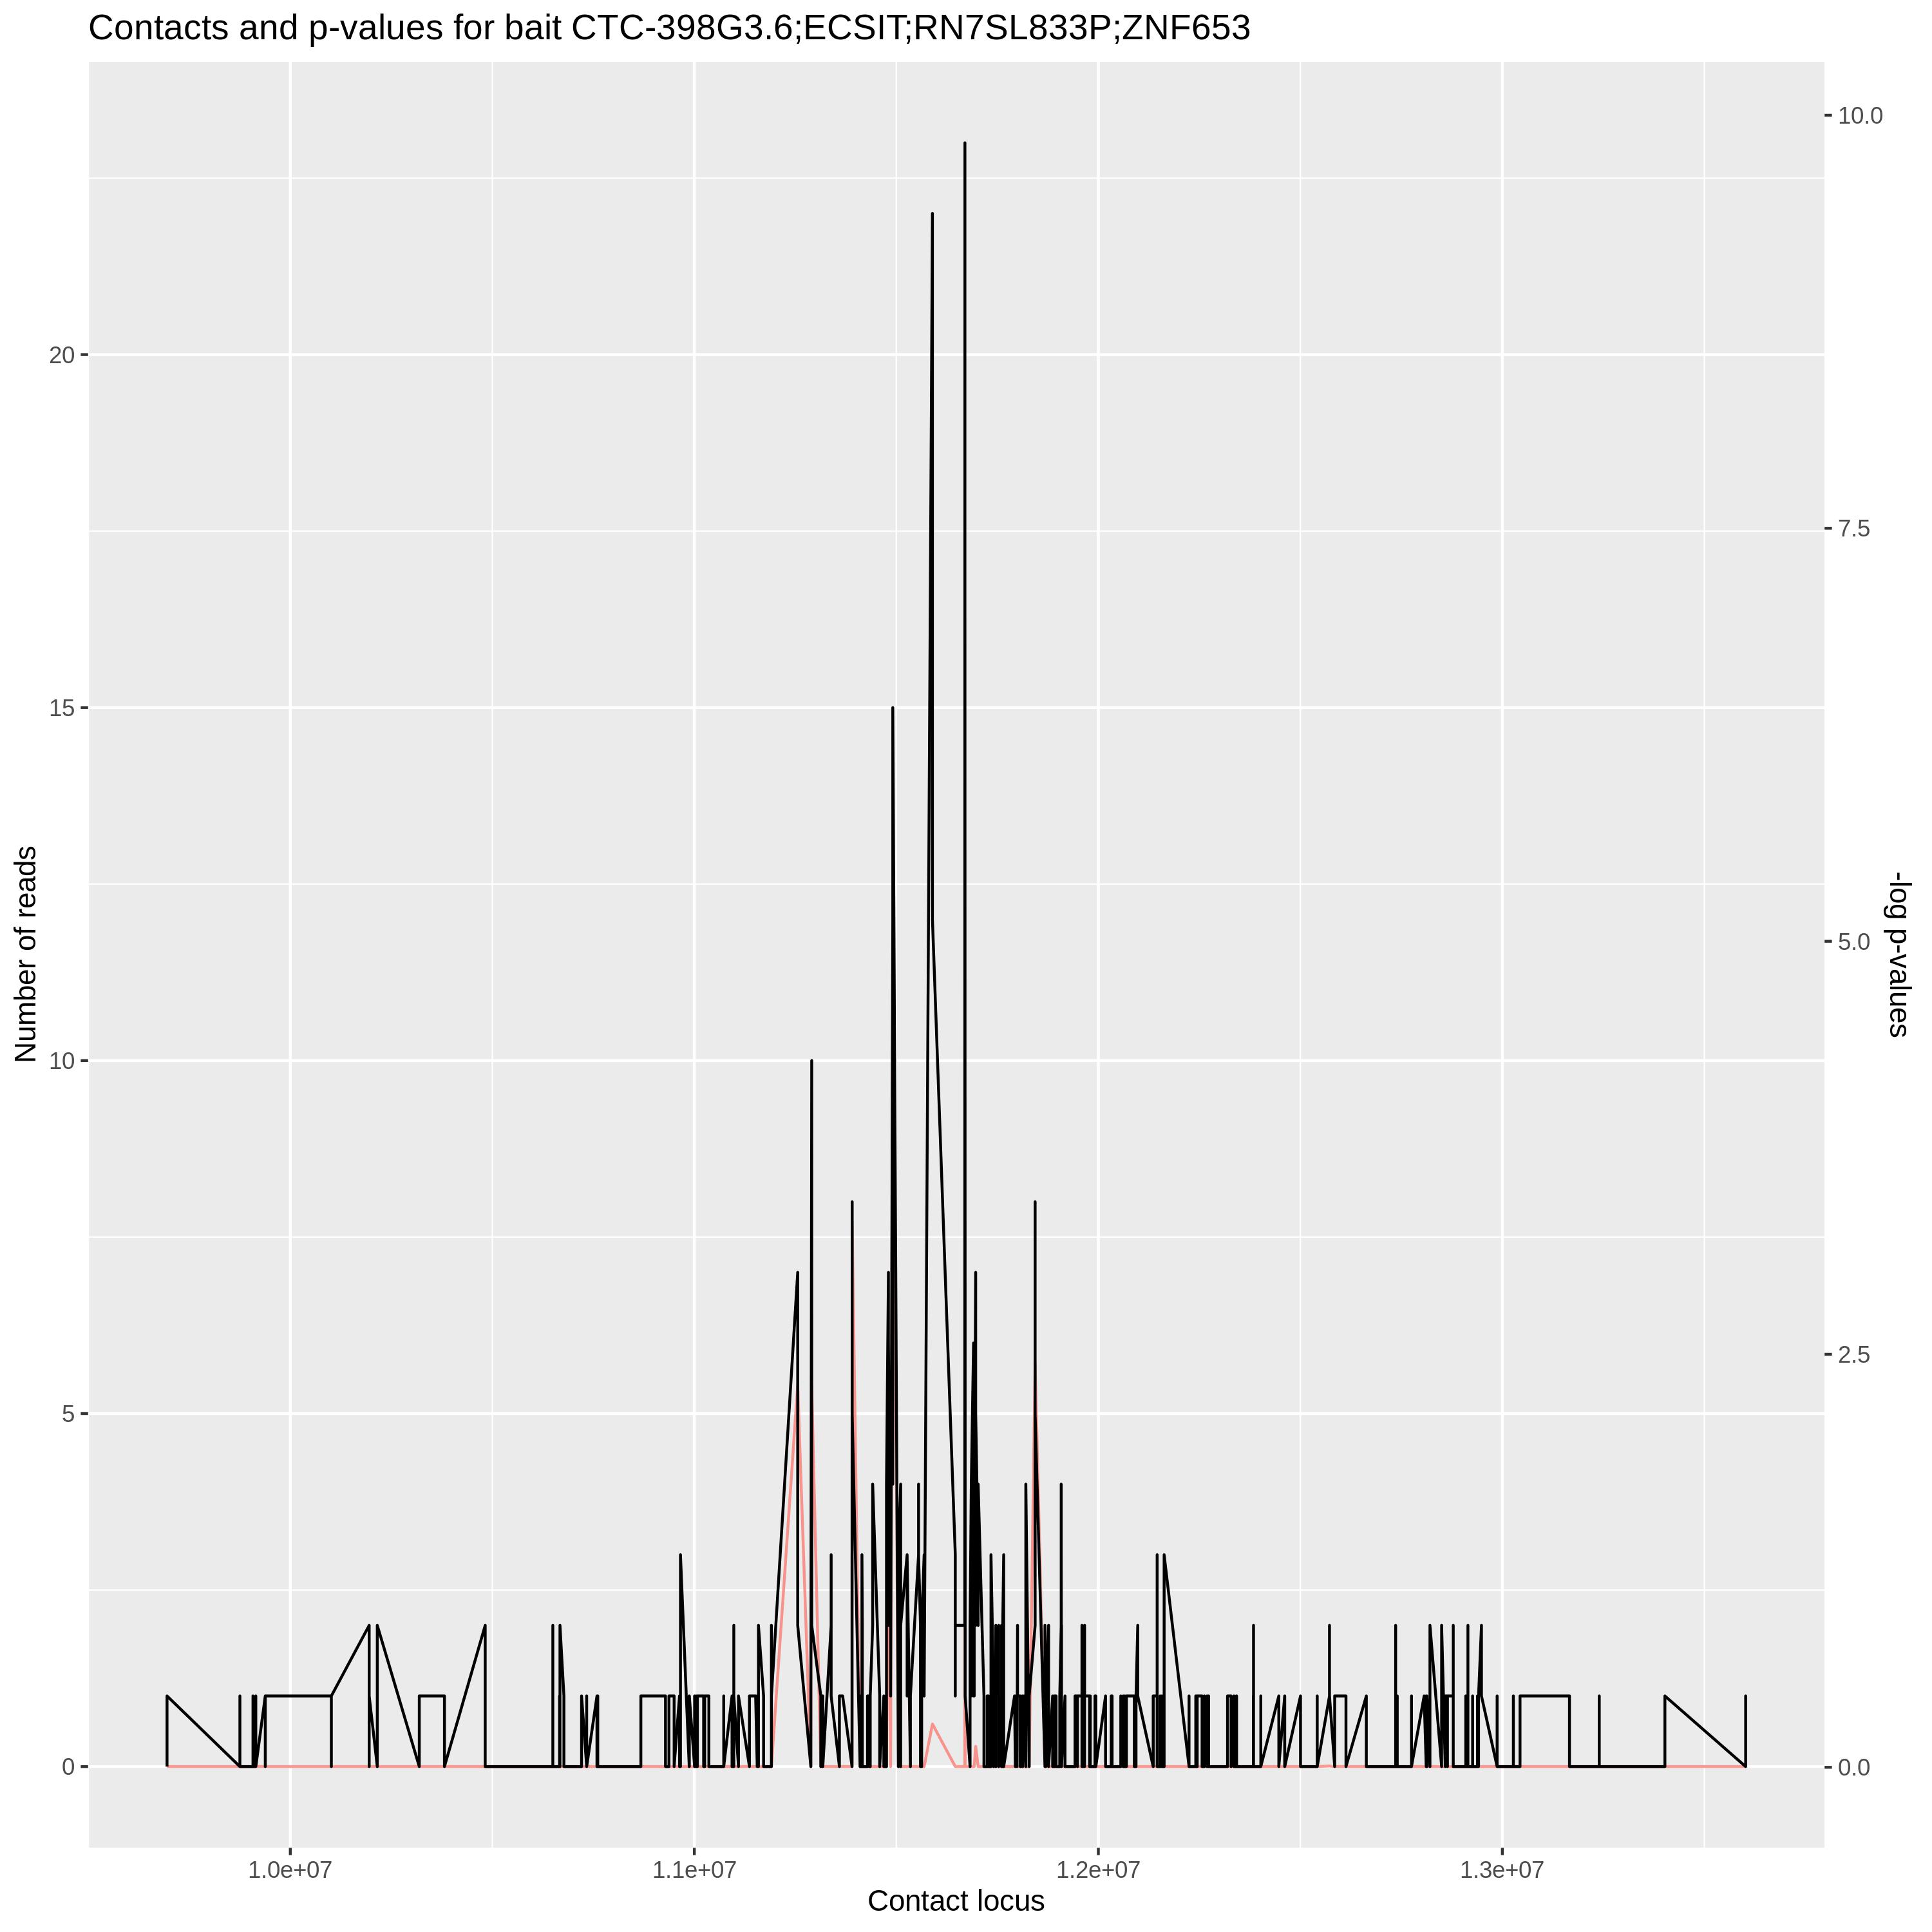 Contacts and p-values for bait CTC-398G3.6;ECSIT;RN7SL833P;ZNF653
Number of reads
20
15
10
5
0
10.0
7.5
5.0
2.5
0.0
-log p-values
1.0e+07
1.1e+07
1.2e+07
1.3e+07
Contact locus